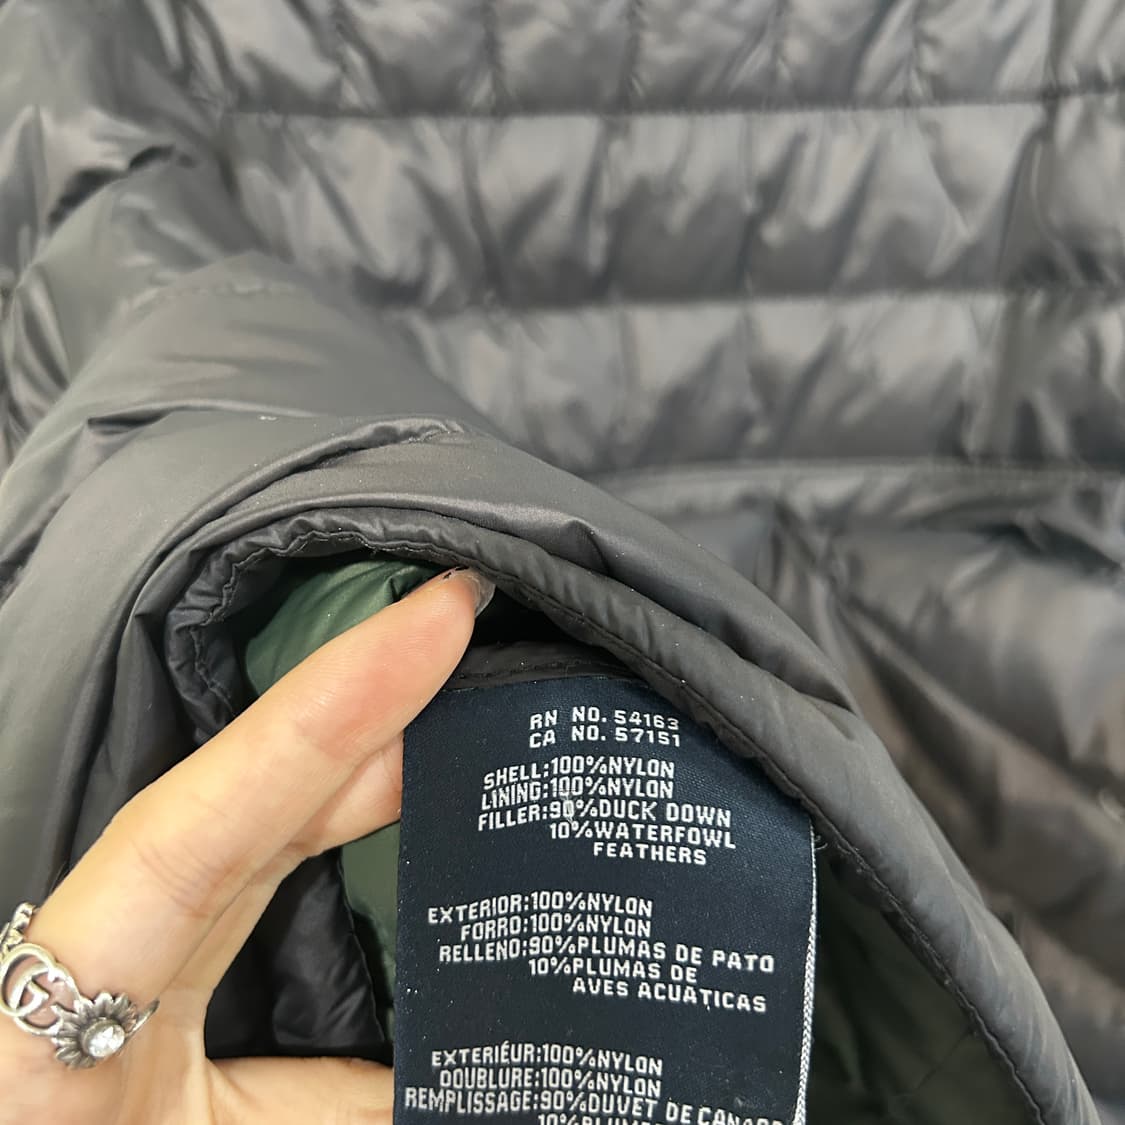 RN NO. 54163
CA NO. 57151
SHELL:100%NYLON
LINING:100%NYLON
FILLER:90%DUCK DOWN
10%WATERFOWL
FEATHERS
EXTERIOR:100%NYLON
FORRO:100%NYLON
RELLENO:90%PLUMAS DE PATO
10%PLUMAS DE
AVES ACUATICAS
EXTERIÉUR:100%NYLON
DOUBLURE:100%NYLON
REMPLISSAGE:90%DUVET DE CANARD